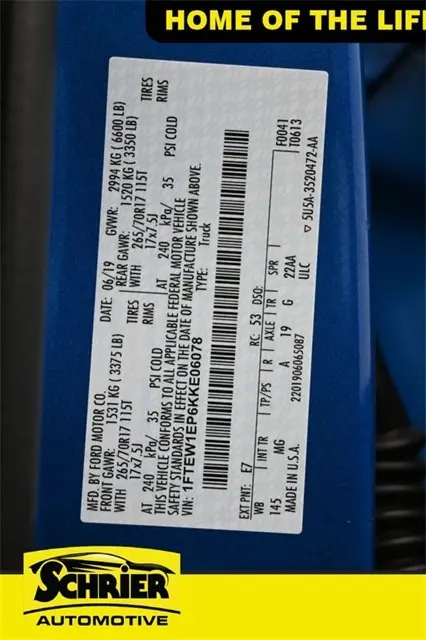 HOME OF THE LIF
MFD. BY FORD MOTOR CO. DATE: 06/19 GVWR: 2994 KG ( 6600 LB)
FRONT GAWR: 1531 KG ( 3375 LB) REAR GAWR: 1520 KG ( 3350 LB)
WITH 265/70R17 115T TIRES WITH 265/70R17 115T TIRES
17x7.5J RIMS 17x7.5J RIMS
AT 240 kPa/ 35 PSI COLD AT 240 kPa/ 35 PSI COLD
THIS VEHICLE CONFORMS TO ALL APPLICABLE FEDERAL MOTOR VEHICLE
SAFETY STANDARDS IN EFFECT ON THE DATE OF MANUFACTURE SHOWN ABOVE.
VIN: 1FTEW1EP6KKE06078 TYPE: Truck
F0041
T0613
EXT PNT: E7 RC: 53 DSO:
WB INT TR TP/PS R AXLE TR SPR
145 MG A 19 G 22AA
ULC
MADE IN U.S.A. 2201906065087 5U5A-3520472-AA
SCHRIER
AUTOMOTIVE